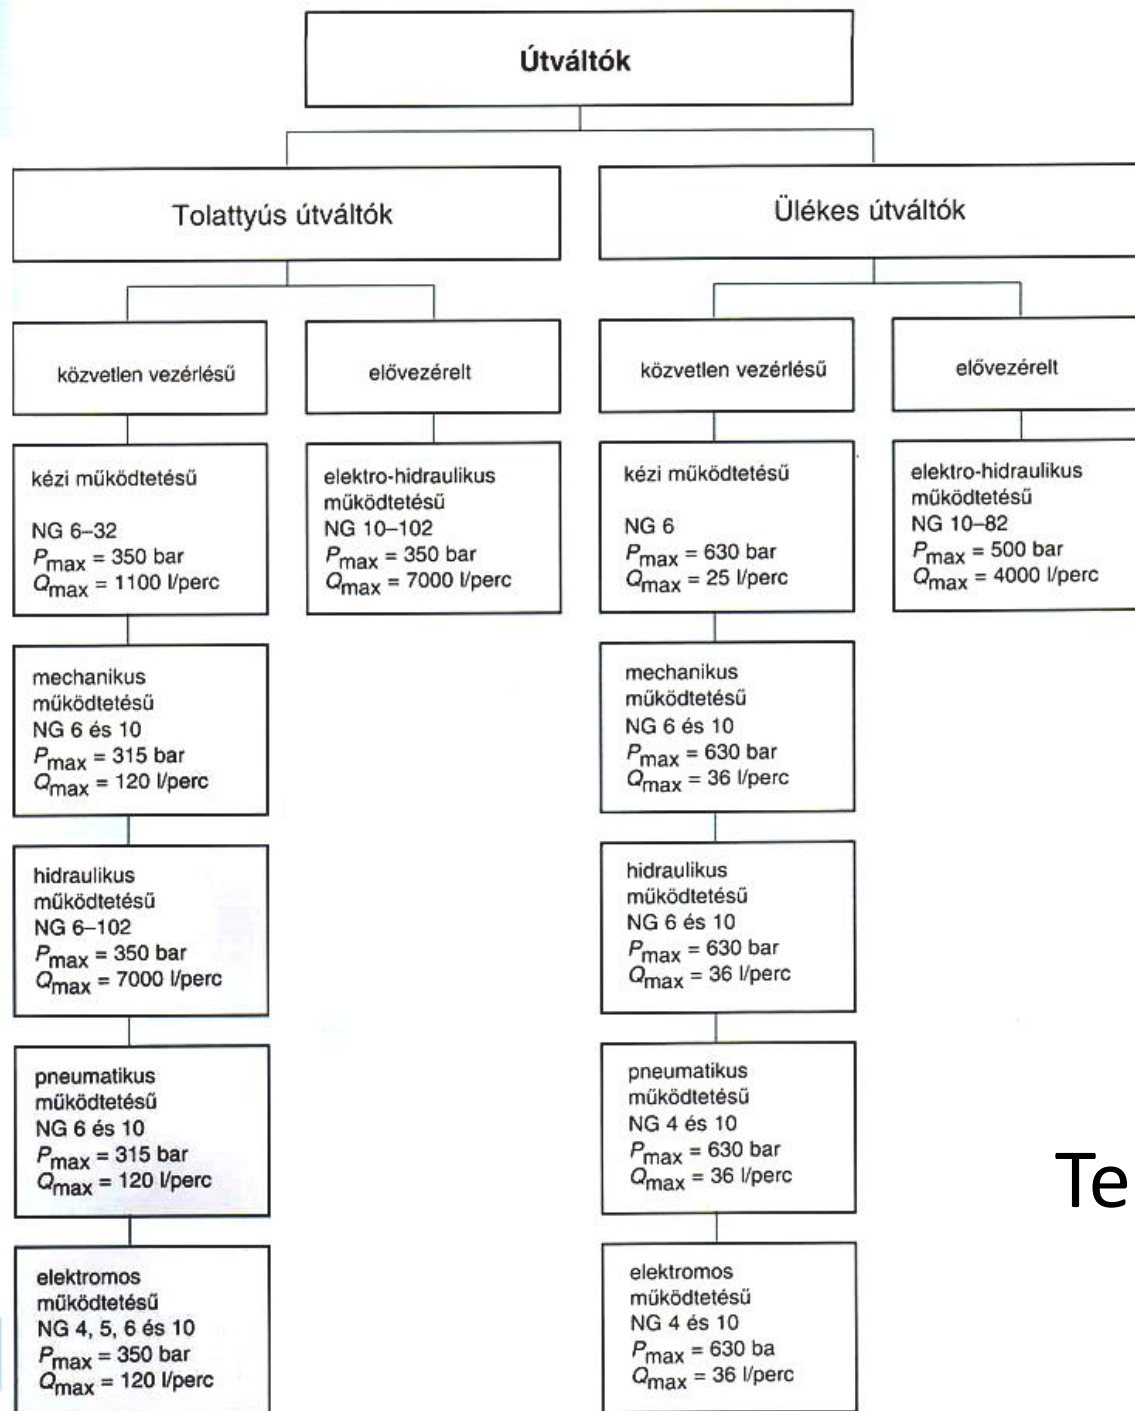 Útváltók
Tolattyús útváltók
Ülékes útváltók
közvetlen vezérlésű
elővezérelt
közvetlen vezérlésű
elővezérelt
kézi működtetésű
NG 6–32
Pmax = 350 bar
Qmax = 1100 l/perc
elektro-hidraulikus
működtetésű
NG 10–102
Pmax = 350 bar
Qmax = 7000 l/perc
kézi működtetésű
NG 6
Pmax = 630 bar
Qmax = 25 l/perc
elektro-hidraulikus
működtetésű
NG 10–82
Pmax = 500 bar
Qmax = 4000 l/perc
mechanikus
működtetésű
NG 6 és 10
Pmax = 315 bar
Qmax = 120 l/perc
mechanikus
működtetésű
NG 6 és 10
Pmax = 630 bar
Qmax = 36 l/perc
hidraulikus
működtetésű
NG 6–102
Pmax = 350 bar
Qmax = 7000 l/perc
hidraulikus
működtetésű
NG 6 és 10
Pmax = 630 bar
Qmax = 36 l/perc
pneumatikus
működtetésű
NG 6 és 10
Pmax = 315 bar
Qmax = 120 l/perc
pneumatikus
működtetésű
NG 4 és 10
Pmax = 630 bar
Qmax = 36 l/perc
Te
elektromos
működtetésű
NG 4, 5, 6 és 10
Pmax = 350 bar
Qmax = 120 l/perc
elektromos
működtetésű
NG 4 és 10
Pmax = 630 ba
Qmax = 36 l/perc